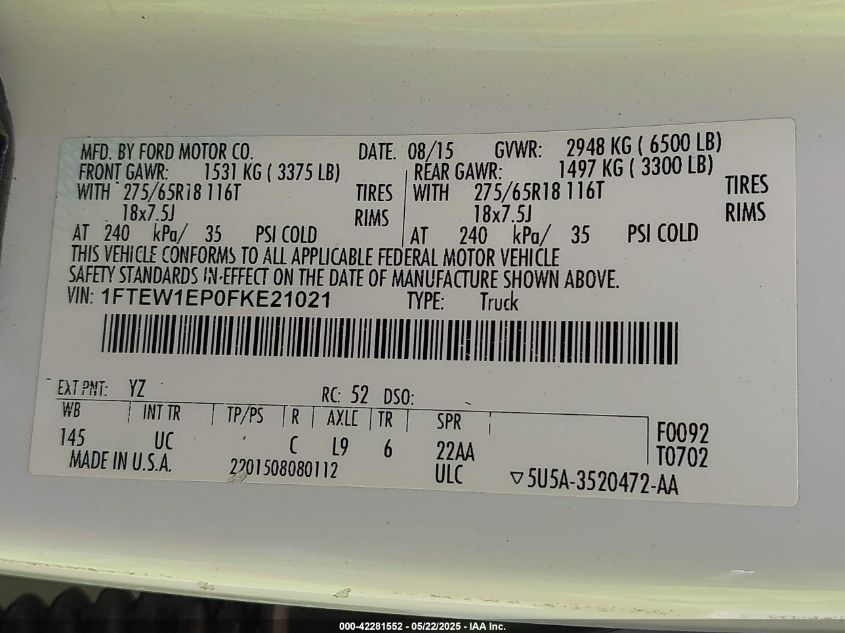 MFD. BY FORD MOTOR CO. DATE: 08/15 GVWR: 2948 KG ( 6500 LB)
FRONT GAWR: 1531 KG ( 3375 LB) REAR GAWR: 1497 KG ( 3300 LB)
WITH 275/65R18 116T TIRES WITH 275/65R18 116T TIRES
18x7.5J RIMS 18x7.5J RIMS
AT 240 kPa/ 35 PSI COLD AT 240 kPa/ 35 PSI COLD
THIS VEHICLE CONFORMS TO ALL APPLICABLE FEDERAL MOTOR VEHICLE
SAFETY STANDARDS IN-EFFECT ON THE DATE OF MANUFACTURE SHOWN ABOVE.
VIN: 1FTEW1EP0FKE21021 TYPE: Truck
EXT PNT: YZ RC: 52 DSO:
WB INT TR TP/PS R AXLE TR SPR
145 UC C L9 6 22AA
F0092
T0702
MADE IN U.S.A. 2201508080112 ULC ▽5U5A-3520472-AA
000-42281552 - 05/22/2025 - IAA Inc.